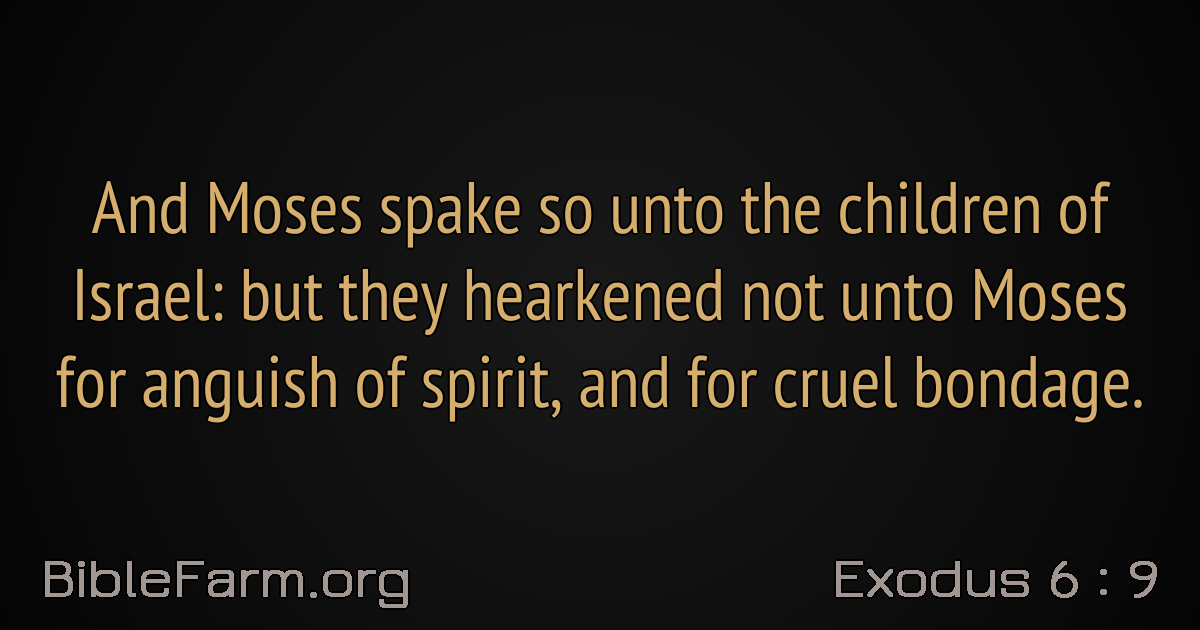 And Moses spake so unto the children of
Israel: but they hearkened not unto Moses
for anguish of spirit, and for cruel bondage.
BibleFarm.org
Exodus 6 : 9